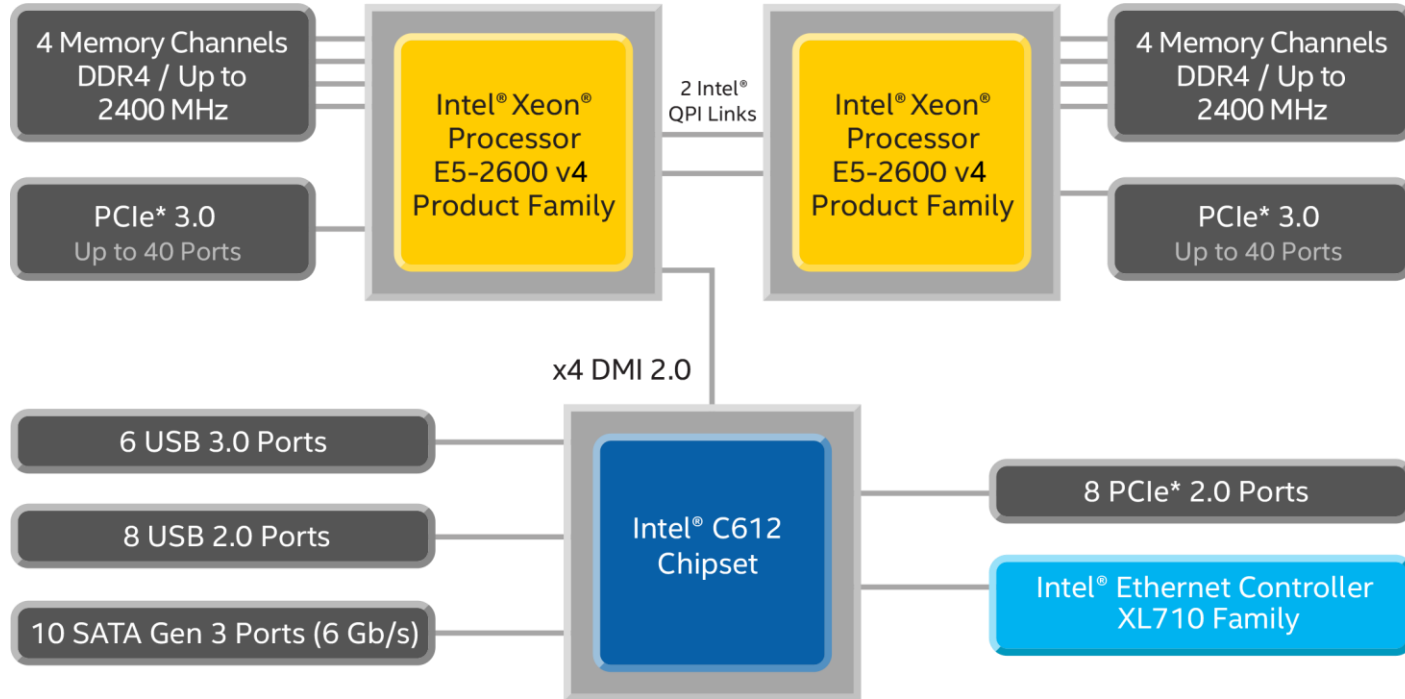 4 Memory Channels
DDR4 / Up to
2400 MHz
PCIe* 3.0
Up to 40 Ports
Intel® Xeon®
Processor
E5-2600 v4
Product Family
2 Intel®
QPI Links
Intel® Xeon®
Processor
E5-2600 v4
Product Family
4 Memory Channels
DDR4 / Up to
2400 MHz
PCIe* 3.0
Up to 40 Ports
x4 DMI 2.0
6 USB 3.0 Ports
8 USB 2.0 Ports
10 SATA Gen 3 Ports (6 Gb/s)
Intel® C612
Chipset
8 PCIe* 2.0 Ports
Intel® Ethernet Controller
XL710 Family